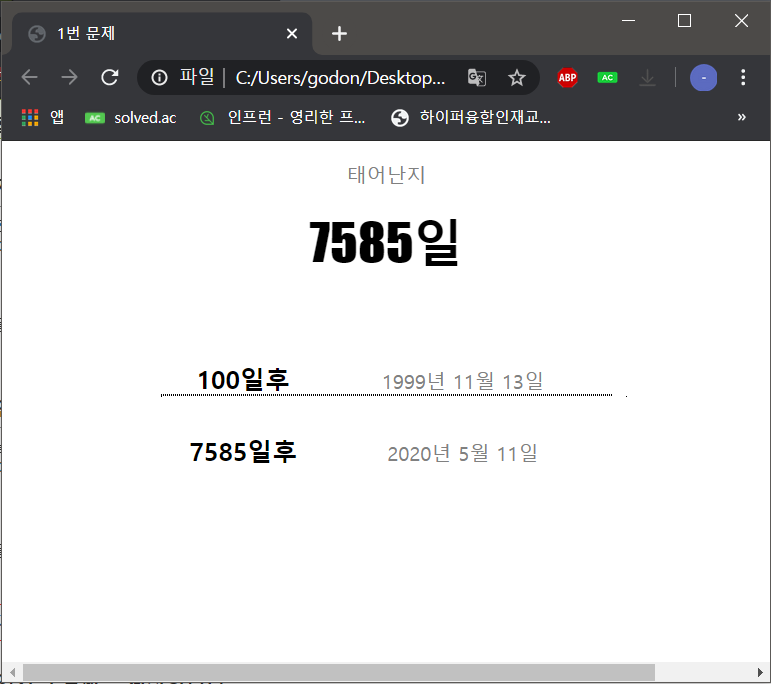 1번 문제
파일 | C:/Users/godon/Desktop...
ABP
AC
-
앱
AC solved.ac
인프런 - 영리한 프...
하이퍼융합인재교...
»
태어난지
7585일
100일후 1999년 11월 13일
7585일후 2020년 5월 11일